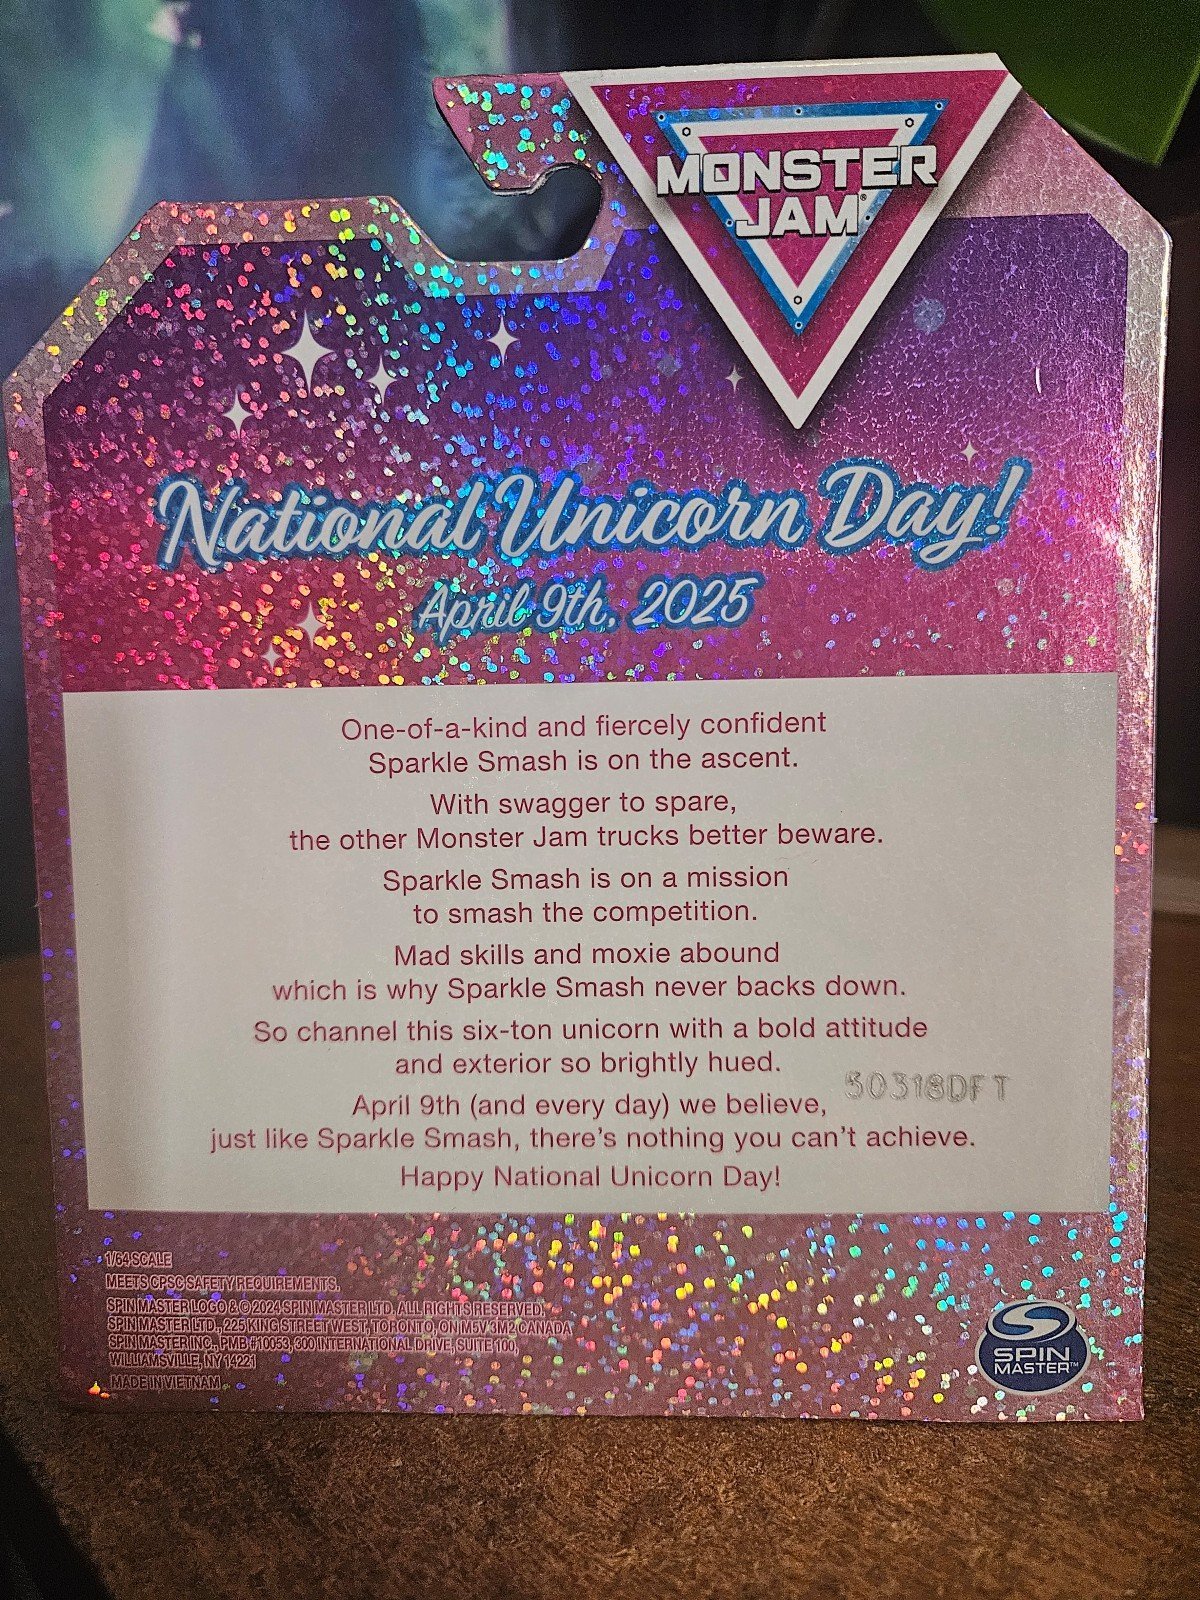 MONSTER
JAM®
National Unicorn Day!
April 9th, 2025
One-of-a-kind and fiercely confident
Sparkle Smash is on the ascent.
With swagger to spare,
the other Monster Jam trucks better beware.
Sparkle Smash is on a mission
to smash the competition.
Mad skills and moxie abound
which is why Sparkle Smash never backs down.
So channel this six-ton unicorn with a bold attitude
and exterior so brightly hued.
50318DFT
April 9th (and every day) we believe,
just like Sparkle Smash, there's nothing you can't achieve.
Happy National Unicorn Day!
1/64 SCALE
MEETS CPSC SAFETY REQUIREMENTS.
SPIN MASTER LOGO & © 2024 SPIN MASTER LTD. ALL RIGHTS RESERVED.
SPIN MASTER LTD., 225 KING STREET WEST, TORONTO, ON M5V 3M2 CANADA
SPIN MASTER INC., PMB #10053, 300 INTERNATIONAL DRIVE, SUITE 100,
WILLIAMSVILLE, NY 14221
MADE IN VIETNAM
SPIN
MASTER™